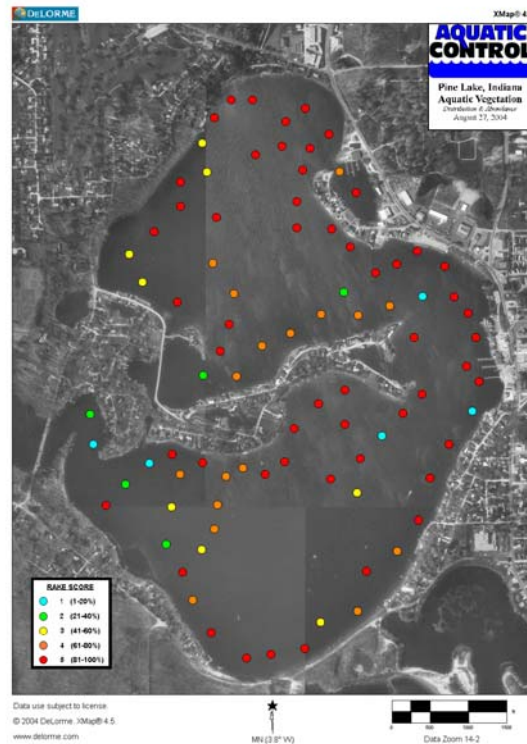 DELORME
XMap® 4.5
AQUATIC
CONTROL
Pine Lake, Indiana
Aquatic Vegetation
Distribution & Abundance
August 27, 2004
RAKE SCORE
1 (1-20%)
2 (21-40%)
3 (41-60%)
4 (61-80%)
5 (81-100%)
Data use subject to license.
© 2004 DeLorme. XMap® 4.5.
www.delorme.com
MN (3.8° W)
Data Zoom 14-2